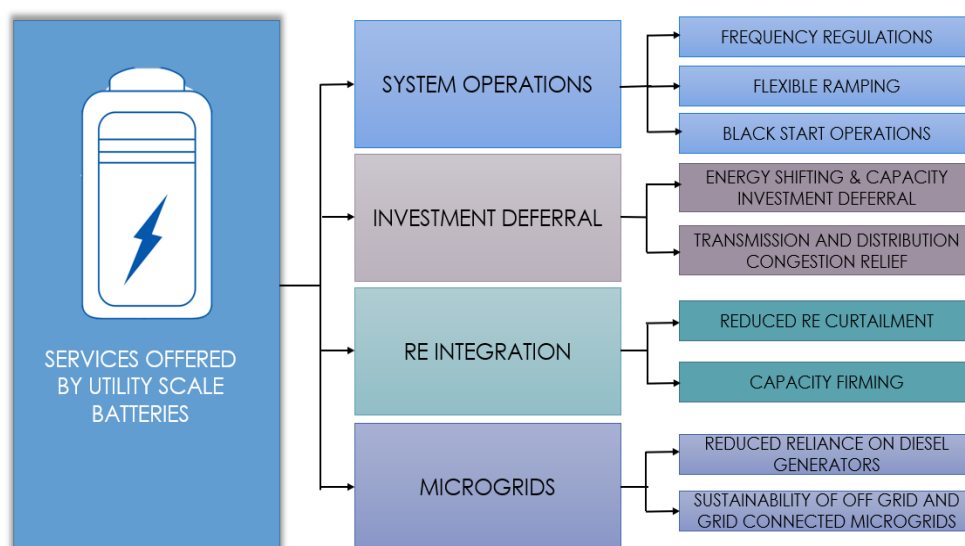 SERVICES OFFERED
BY UTILITY SCALE
BATTERIES
SYSTEM OPERATIONS
FREQUENCY REGULATIONS
FLEXIBLE RAMPING
BLACK START OPERATIONS
INVESTMENT DEFERRAL
ENERGY SHIFTING & CAPACITY
INVESTMENT DEFERRAL
TRANSMISSION AND DISTRIBUTION
CONGESTION RELIEF
RE INTEGRATION
REDUCED RE CURTAILMENT
CAPACITY FIRMING
MICROGRIDS
REDUCED RELIANCE ON DIESEL
GENERATORS
SUSTAINABILITY OF OFF GRID AND
GRID CONNECTED MICROGRIDS